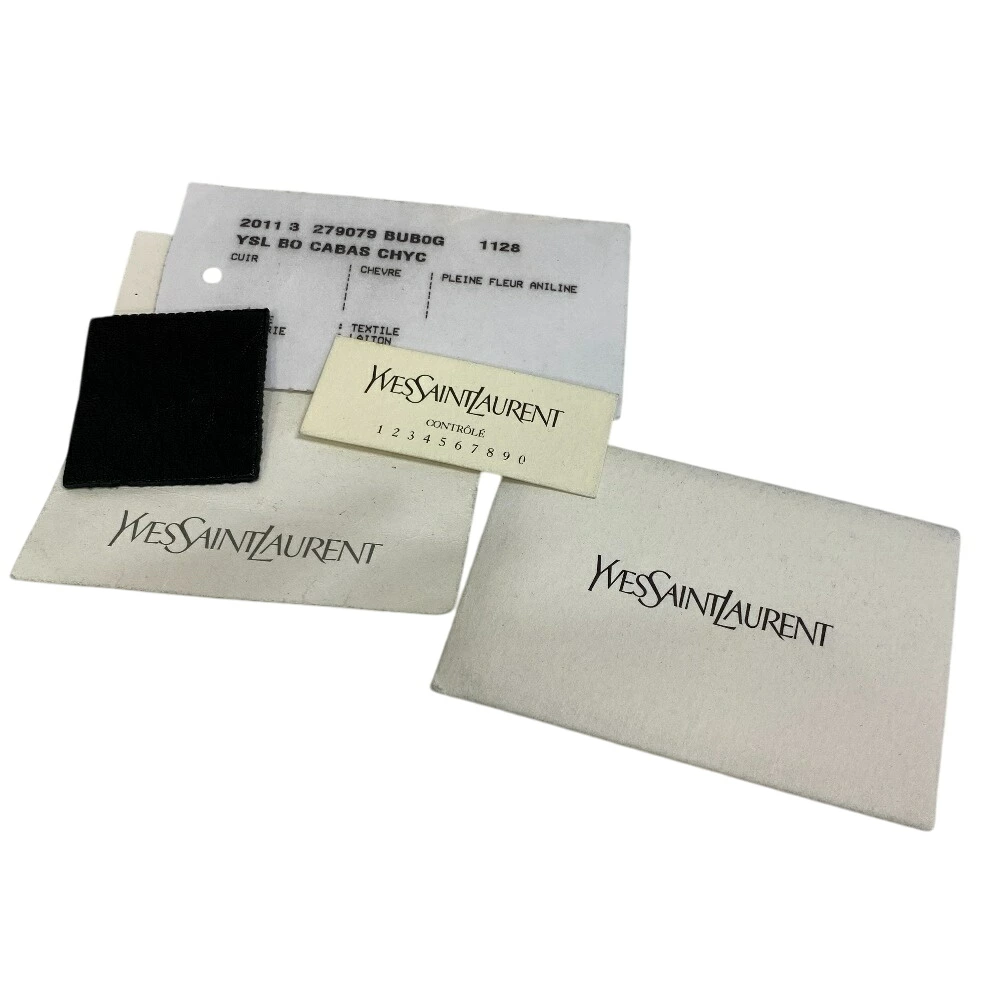 2011 3 279079 BUB0G 1128
YSL BO CABAS CHYC
CUIR CHEVRE PLEINE FLEUR ANILINE
TEXTILE
LAITON
YVESSAINTLAURENT
CONTRÔLÉ
1 2 3 4 5 6 7 8 9 0
YVESSAINTLAURENT
YVESSAINTLAURENT